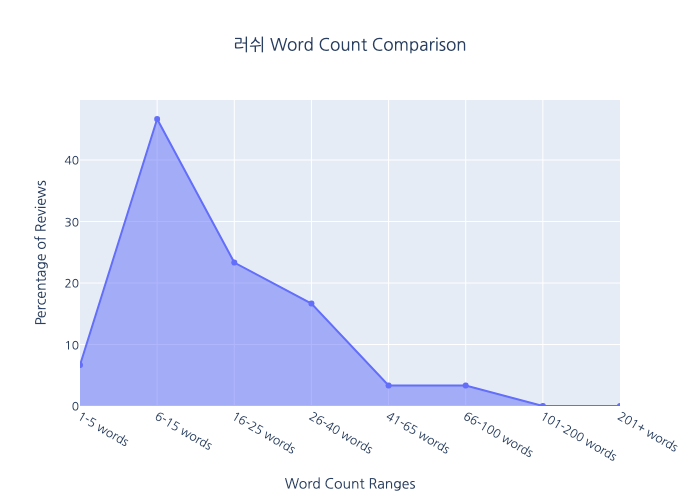 러쉬 Word Count Comparison
Percentage of Reviews
40
30
20
10
0
1-5 words
6-15 words
16-25 words
26-40 words
41-65 words
66-100 words
101-200 words
201+ words
Word Count Ranges